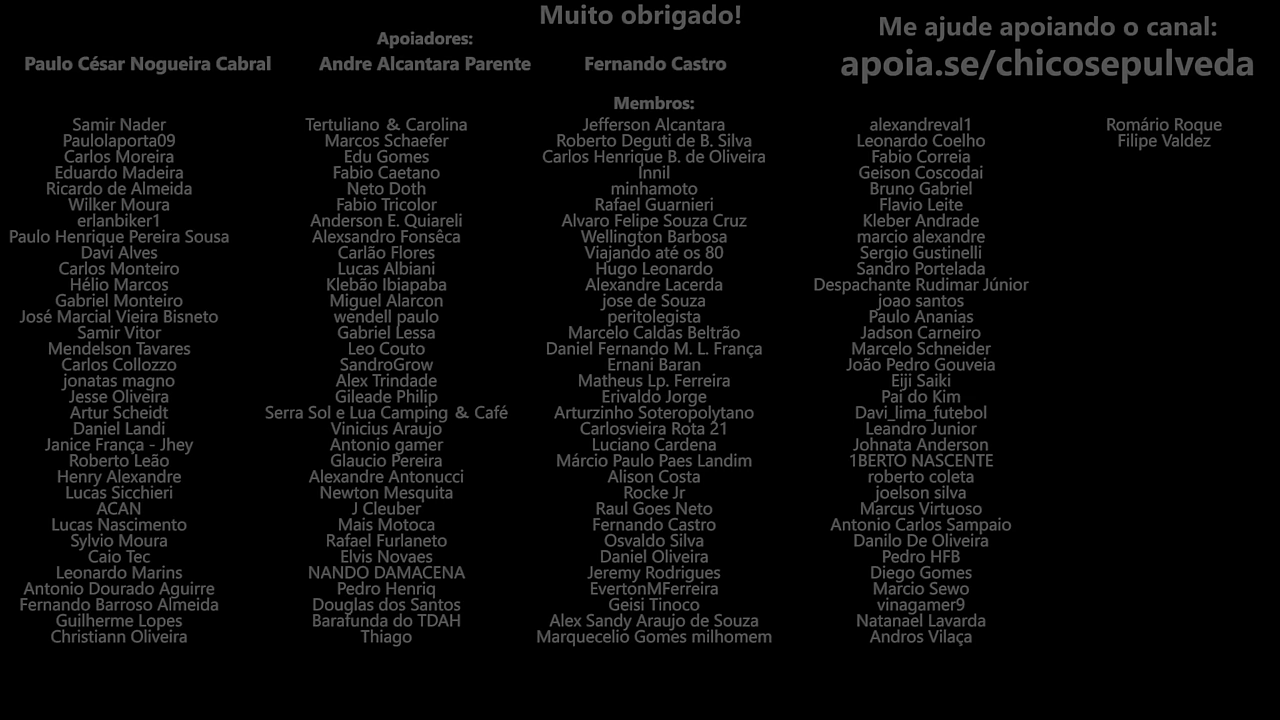 Muito obrigado!
Me ajude apoiando o canal:
apoia.se/chicosepulveda
Apoiadores:
Paulo César Nogueira Cabral
Andre Alcantara Parente
Fernando Castro
Membros:
Samir Nader
Paulolaporta09
Carlos Moreira
Eduardo Madeira
Ricardo de Almeida
Wilker Moura
erlanbiker1
Paulo Henrique Pereira Sousa
Davi Alves
Carlos Monteiro
Hélio Marcos
Gabriel Monteiro
José Marcial Vieira Bisneto
Samir Vitor
Mendelson Tavares
Carlos Collozzo
jonatas magno
Jesse Oliveira
Artur Scheidt
Daniel Landi
Janice França - Jhey
Roberto Leão
Henry Alexandre
Lucas Sicchieri
ACAN
Lucas Nascimento
Sylvio Moura
Caio Tec
Leonardo Marins
Antonio Dourado Aguirre
Fernando Barroso Almeida
Guilherme Lopes
Christiann Oliveira
Tertuliano & Carolina
Marcos Schaefer
Edu Gomes
Fabio Caetano
Neto Doth
Fabio Tricolor
Anderson E. Quiareli
Alexsandro Fonsêca
Carlão Flores
Lucas Albiani
Klebão Ibiapaba
Miguel Alarcon
wendell paulo
Gabriel Lessa
Leo Couto
SandroGrow
Alex Trindade
Gileade Philip
Serra Sol e Lua Camping & Café
Vinicius Araujo
Antonio gamer
Glaucio Pereira
Alexandre Antonucci
Newton Mesquita
J Cleuber
Mais Motoca
Rafael Furlaneto
Elvis Novaes
NANDO DAMACENA
Pedro Henriq
Douglas dos Santos
Barafunda do TDAH
Thiago
Jefferson Alcantara
Roberto Deguti de B. Silva
Carlos Henrique B. de Oliveira
Innil
minhamoto
Rafael Guarnieri
Alvaro Felipe Souza Cruz
Wellington Barbosa
Viajando até os 80
Hugo Leonardo
Alexandre Lacerda
jose de Souza
peritolegista
Marcelo Caldas Beltrão
Daniel Fernando M. L. França
Ernani Baran
Matheus Lp. Ferreira
Erivaldo Jorge
Arturzinho Soteropolytano
Carlosvieira Rota 21
Luciano Cardena
Márcio Paulo Paes Landim
Alison Costa
Rocke Jr
Raul Goes Neto
Fernando Castro
Osvaldo Silva
Daniel Oliveira
Jeremy Rodrigues
EvertonMFerreira
Geisi Tinoco
Alex Sandy Araujo de Souza
Marquecelio Gomes milhomem
alexandreval1
Leonardo Coelho
Fabio Correia
Geison Coscodai
Bruno Gabriel
Flavio Leite
Kleber Andrade
marcio alexandre
Sergio Gustinelli
Sandro Portelada
Despachante Rudimar Júnior
joao santos
Paulo Ananias
Jadson Carneiro
Marcelo Schneider
João Pedro Gouveia
Eiji Saiki
Pai do Kim
Davi_lima_futebol
Leandro Junior
Johnata Anderson
1BERTO NASCENTE
roberto coleta
joelson silva
Marcus Virtuoso
Antonio Carlos Sampaio
Danilo De Oliveira
Pedro HFB
Diego Gomes
Marcio Sewo
vinagamer9
Natanael Lavarda
Andros Vilaça
Romário Roque
Filipe Valdez